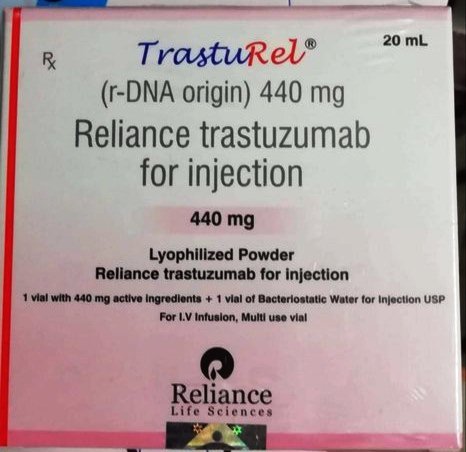 Rx
TrastuRel®
20 mL
(r-DNA origin) 440 mg
Reliance trastuzumab
for injection
440 mg
Lyophilized Powder
Reliance trastuzumab for injection
1 vial with 440 mg active ingredients + 1 vial of Bacteriostatic Water for Injection USP
For I.V Infusion, Multi use vial
Reliance
Life Sciences